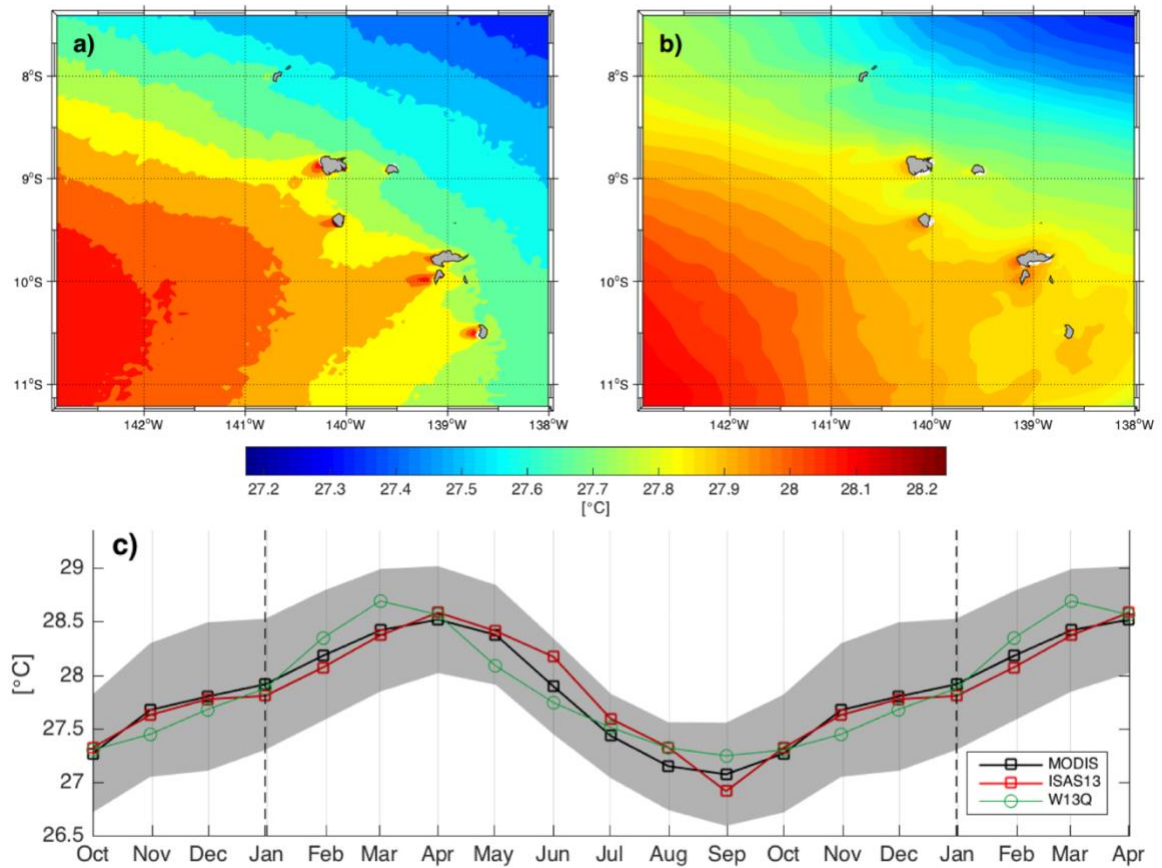 a)
8°S
9°S
10°S
11°S
142°W 141°W 140°W 139°W 138°W
b)
8°S
9°S
10°S
11°S
142°W 141°W 140°W 139°W 138°W
27.2 27.3 27.4 27.5 27.6 27.7 27.8 27.9 28 28.1 28.2
[°C]
c)
[°C]
29
28.5
28
27.5
27
26.5
MODIS
ISAS13
W13Q
Oct Nov Dec Jan Feb Mar Apr May Jun Jul Aug Sep Oct Nov Dec Jan Feb Mar Apr